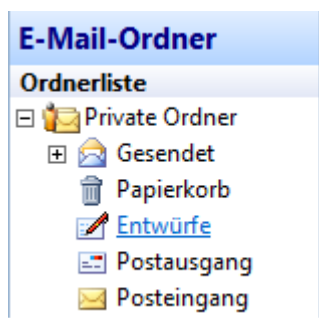 E-Mail-Ordner
Ordnerliste
Private Ordner
Gesendet
Papierkorb
Entwürfe
Postausgang
Posteingang